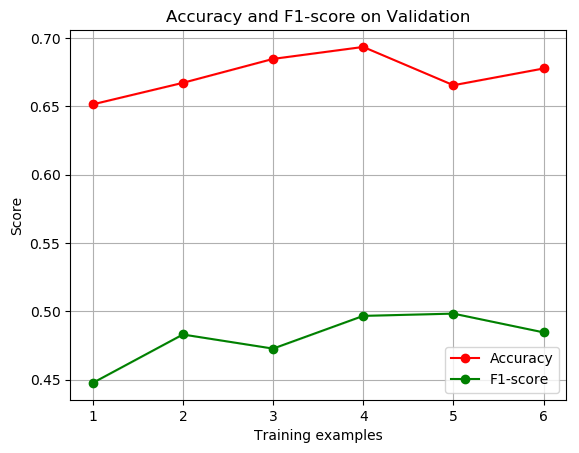 Accuracy and F1-score on Validation
0.70
0.65
0.60
0.55
0.50
0.45
Score
1 2 3 4 5 6
Training examples
Accuracy
F1-score